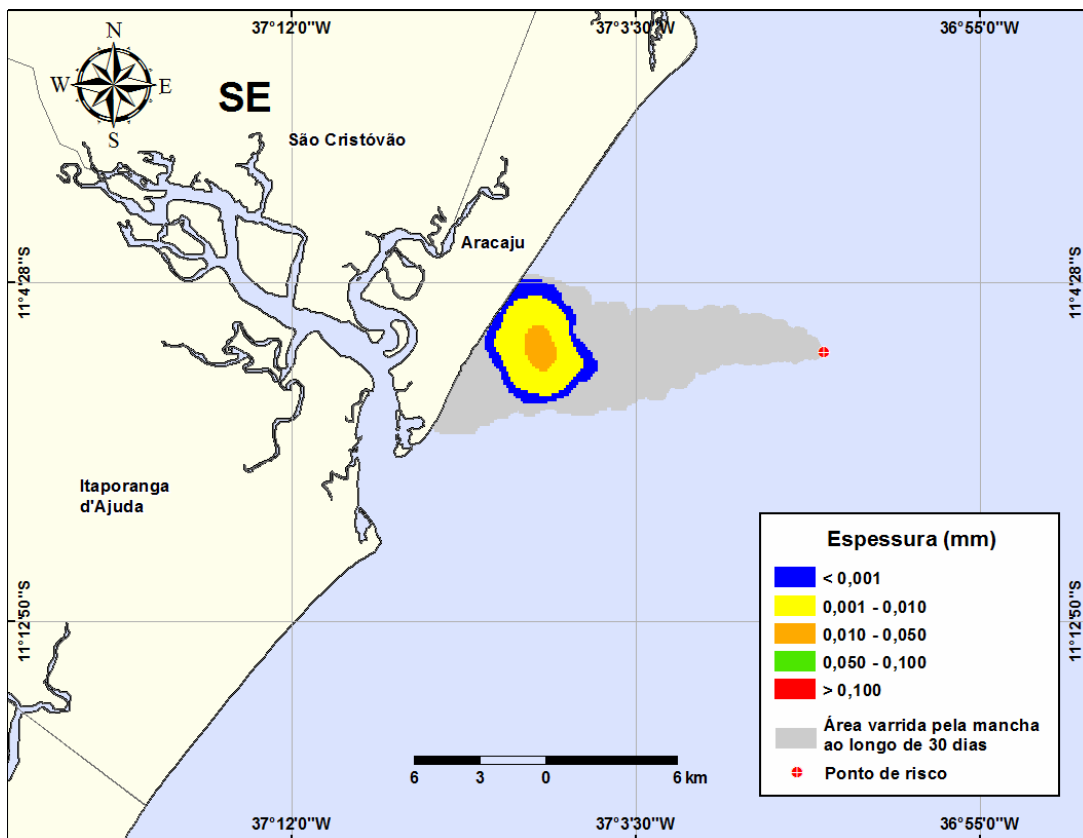 37°12'0"W
37°3'30"W
36°55'0"W
N
W
E
S
SE
São Cristóvão
Aracaju
11°4'28"S
11°4'28"S
Itaporanga
d'Ajuda
11°12'50"S
11°12'50"S
Espessura (mm)
< 0,001
0,001 - 0,010
0,010 - 0,050
0,050 - 0,100
> 0,100
Área varrida pela mancha
ao longo de 30 dias
Ponto de risco
6 3 0 6 km
37°12'0"W
37°3'30"W
36°55'0"W